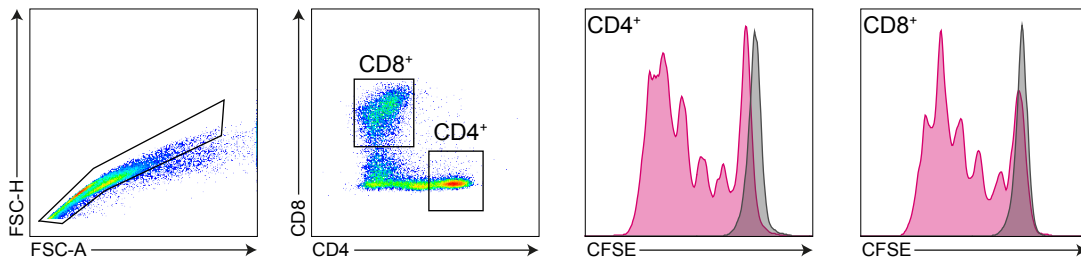 FSC-H
FSC-A
CD8⁺
CD4⁺
CD8
CD4
CD4⁺
CFSE
CD8⁺
CFSE